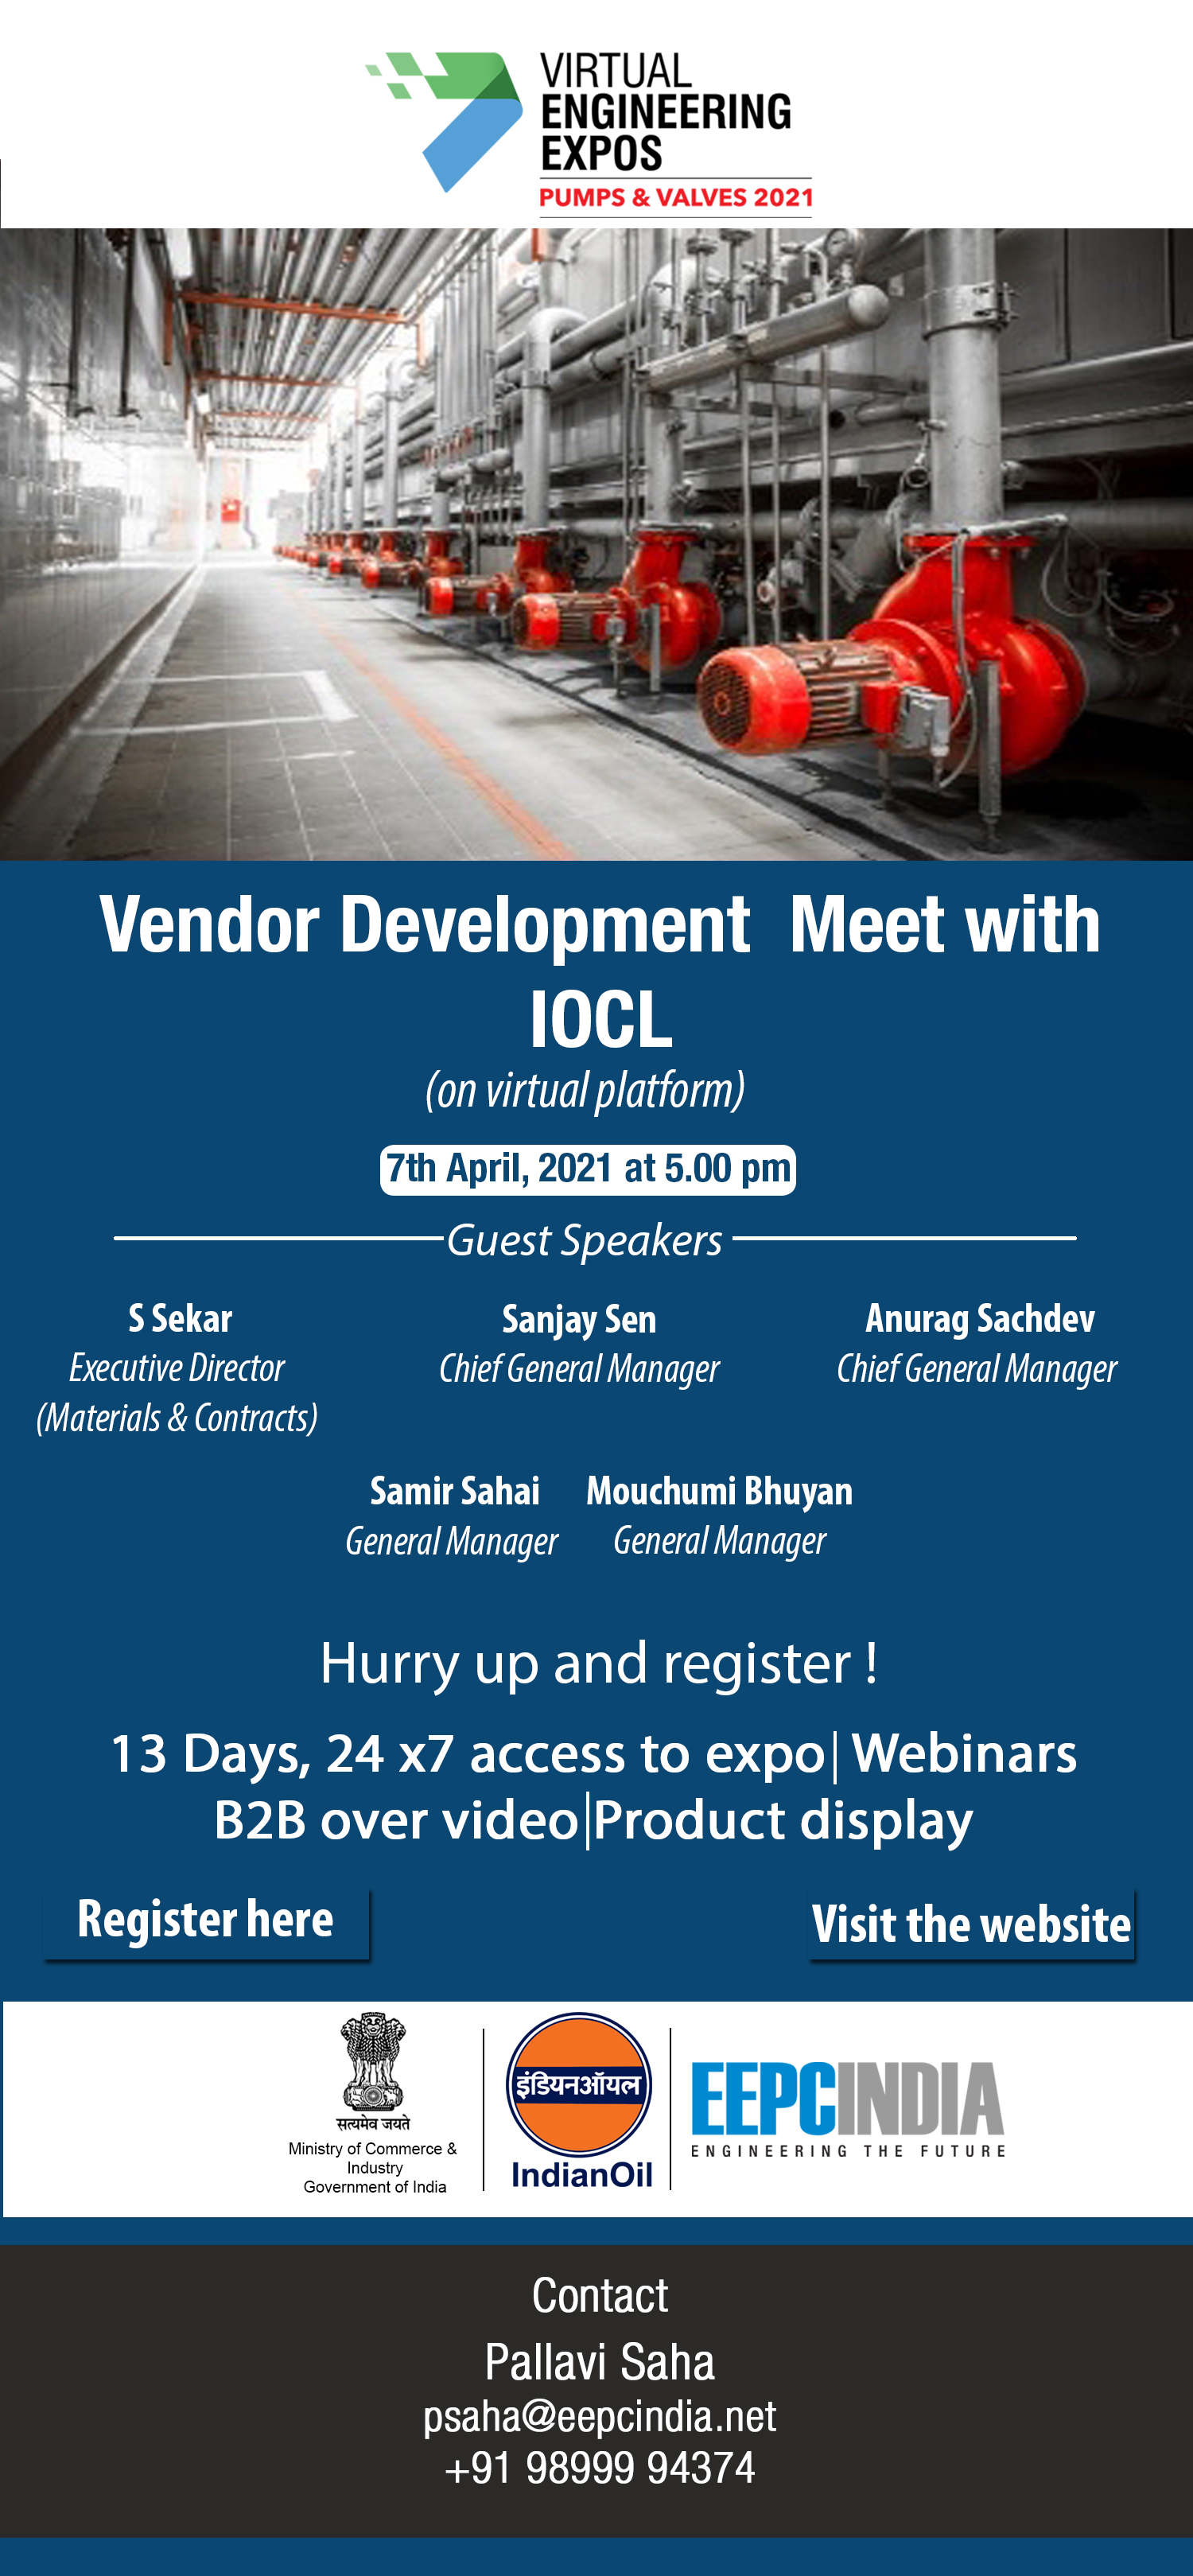 VIRTUAL
ENGINEERING
EXPOS
PUMPS & VALVES 2021
Vendor Development Meet with
IOCL
(on virtual platform)
7th April, 2021 at 5.00 pm
Guest Speakers
S Sekar
Executive Director
(Materials & Contracts)
Sanjay Sen
Chief General Manager
Anurag Sachdev
Chief General Manager
Samir Sahai
General Manager
Mouchumi Bhuyan
General Manager
Hurry up and register !
13 Days, 24 x7 access to expo| Webinars
B2B over video|Product display
Register here
Visit the website
सत्यमेव जयते
Ministry of Commerce &
Industry
Government of India
इंडियनऑयल
IndianOil
EEPCINDIA
ENGINEERING THE FUTURE
Contact
Pallavi Saha
psaha@eepcindia.net
+91 98999 94374